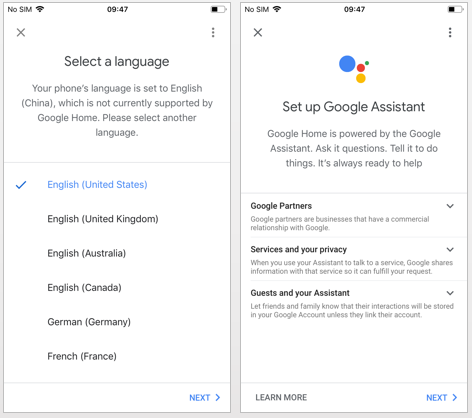 No SIM 09:47
Select a language
Your phone's language is set to English
(China), which is not currently supported by
Google Home. Please select another
language.
English (United States)
English (United Kingdom)
English (Australia)
English (Canada)
German (Germany)
French (France)
NEXT
No SIM 09:47
Set up Google Assistant
Google Home is powered by the Google
Assistant. Ask it questions. Tell it to do
things. It's always ready to help
Google Partners
Google partners are businesses that have a commercial
relationship with Google.
Services and your privacy
When you use your Assistant to talk to a service, Google shares
information with that service so it can fulfill your request.
Guests and your Assistant
Let friends and family know that their interactions will be stored
in your Google Account unless they link their account.
LEARN MORE NEXT